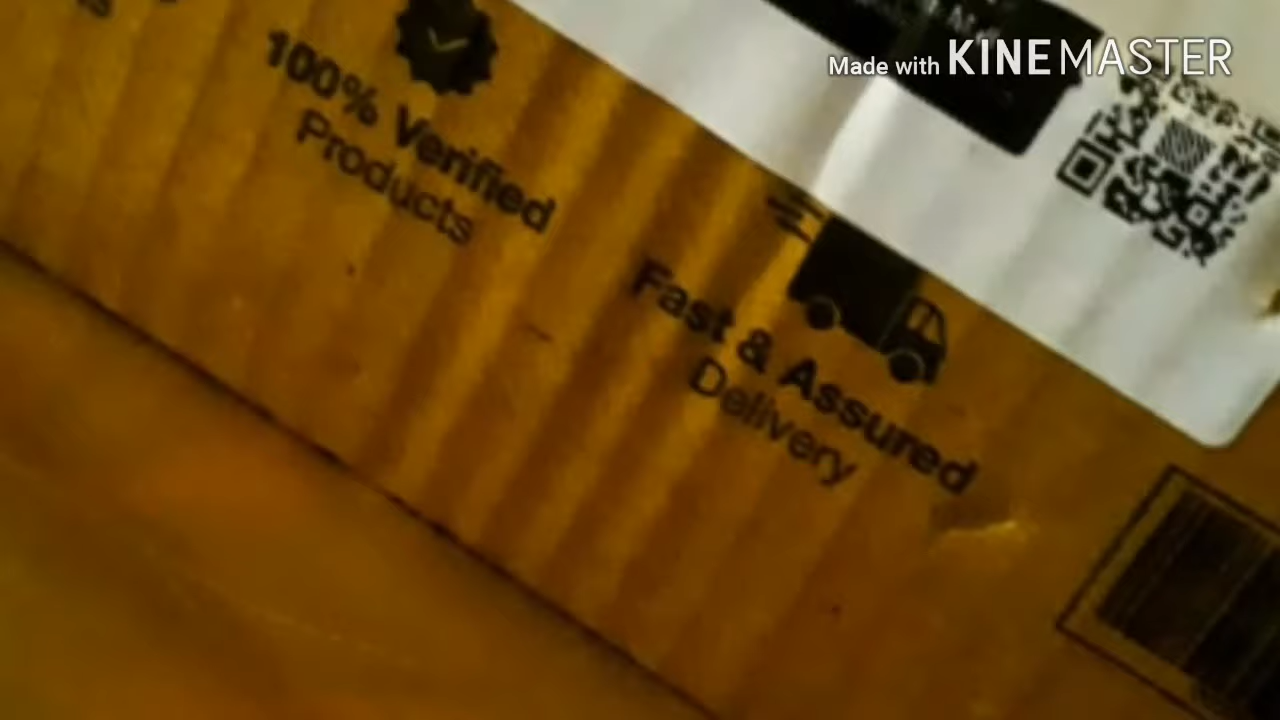 Made with KINEMASTER
100% Verified
Products
Fast & Assured
Delivery